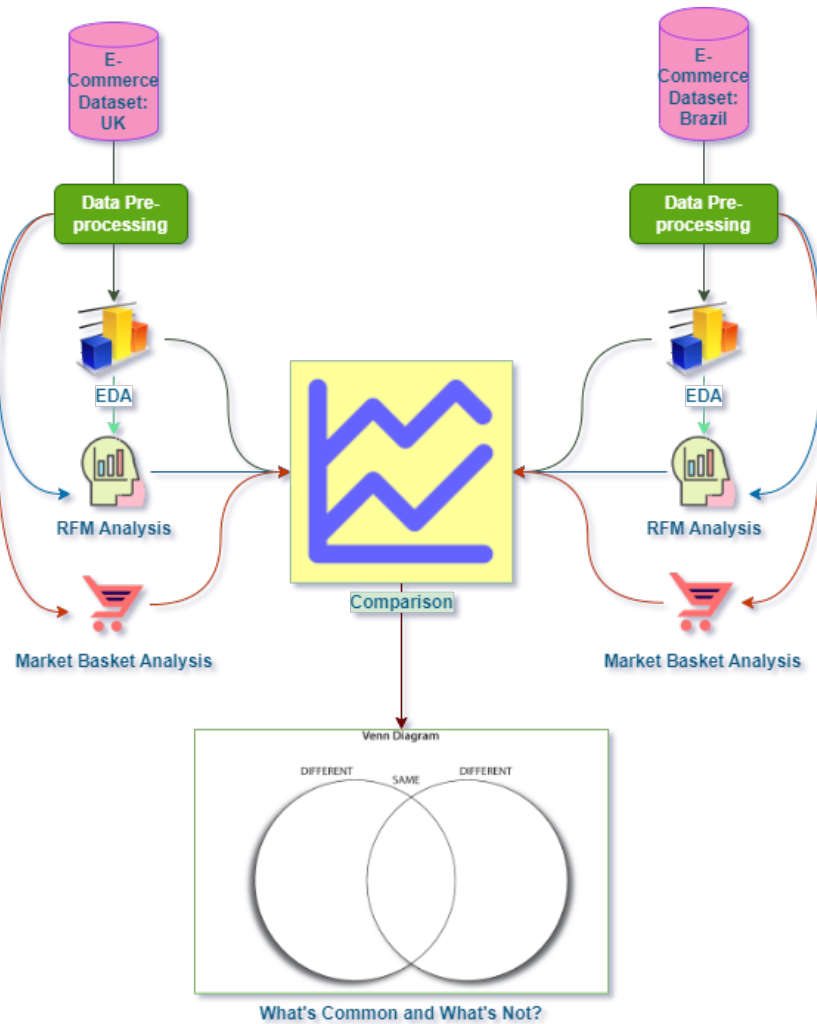 E-
Commerce
Dataset:
UK
E-
Commerce
Dataset:
Brazil
Data Pre-
processing
Data Pre-
processing
EDA
EDA
RFM Analysis
RFM Analysis
Comparison
Market Basket Analysis
Market Basket Analysis
Venn Diagram
DIFFERENT
SAME
DIFFERENT
What's Common and What's Not?